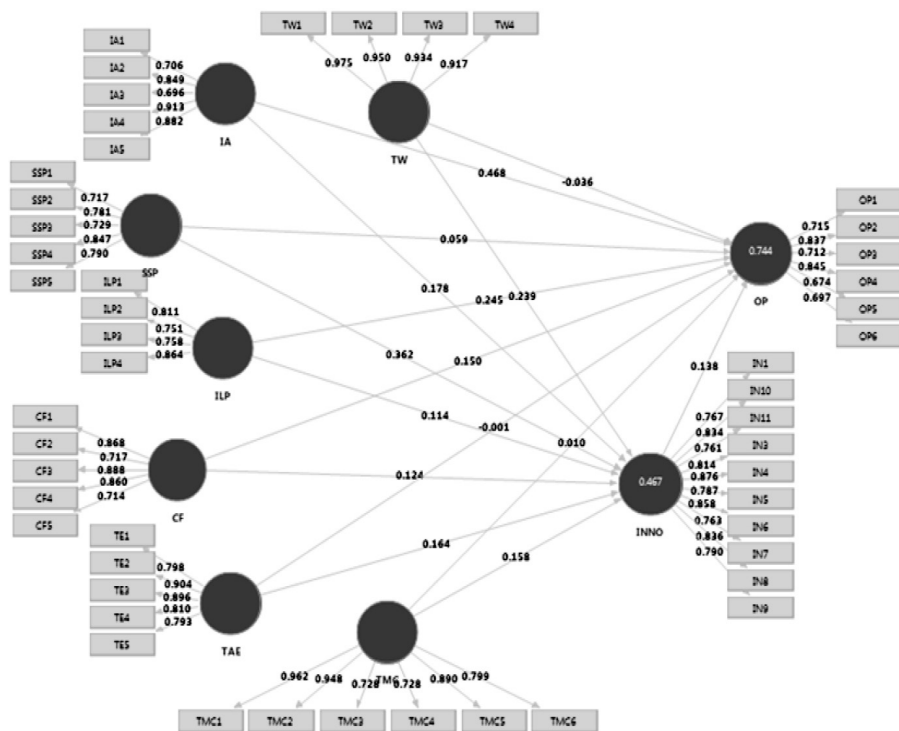 TW1 TW2 TW3 TW4
0.975 0.950 0.934 0.917
TW
IA1
IA2
IA3
IA4
IA5
0.706
0.849
0.696
0.913
0.882
IA
SSP1
SSP2
SSP3
SSP4
SSP5
0.717
0.781
0.729
0.847
0.790
SSP
ILP1
ILP2
ILP3
ILP4
0.811
0.751
0.758
0.864
ILP
CF1
CF2
CF3
CF4
CF5
0.868
0.717
0.888
0.860
0.714
CF
TE1
TE2
TE3
TE4
TE5
0.798
0.904
0.896
0.810
0.793
TAE
TMC
0.962 0.948 0.728 0.728 0.890 0.799
TMC1 TMC2 TMC3 TMC4 TMC5 TMC6
0.468
-0.036
0.059
0.178
0.245
0.239
0.362
0.150
0.114
-0.001
0.010
0.124
0.164
0.158
0.138
0.744
OP
0.715
0.837
0.712
0.845
0.674
0.697
OP1
OP2
OP3
OP4
OP5
OP6
0.467
INNO
0.767
0.834
0.761
0.814
0.876
0.787
0.858
0.763
0.836
0.790
IN1
IN10
IN11
IN3
IN4
IN5
IN6
IN7
IN8
IN9